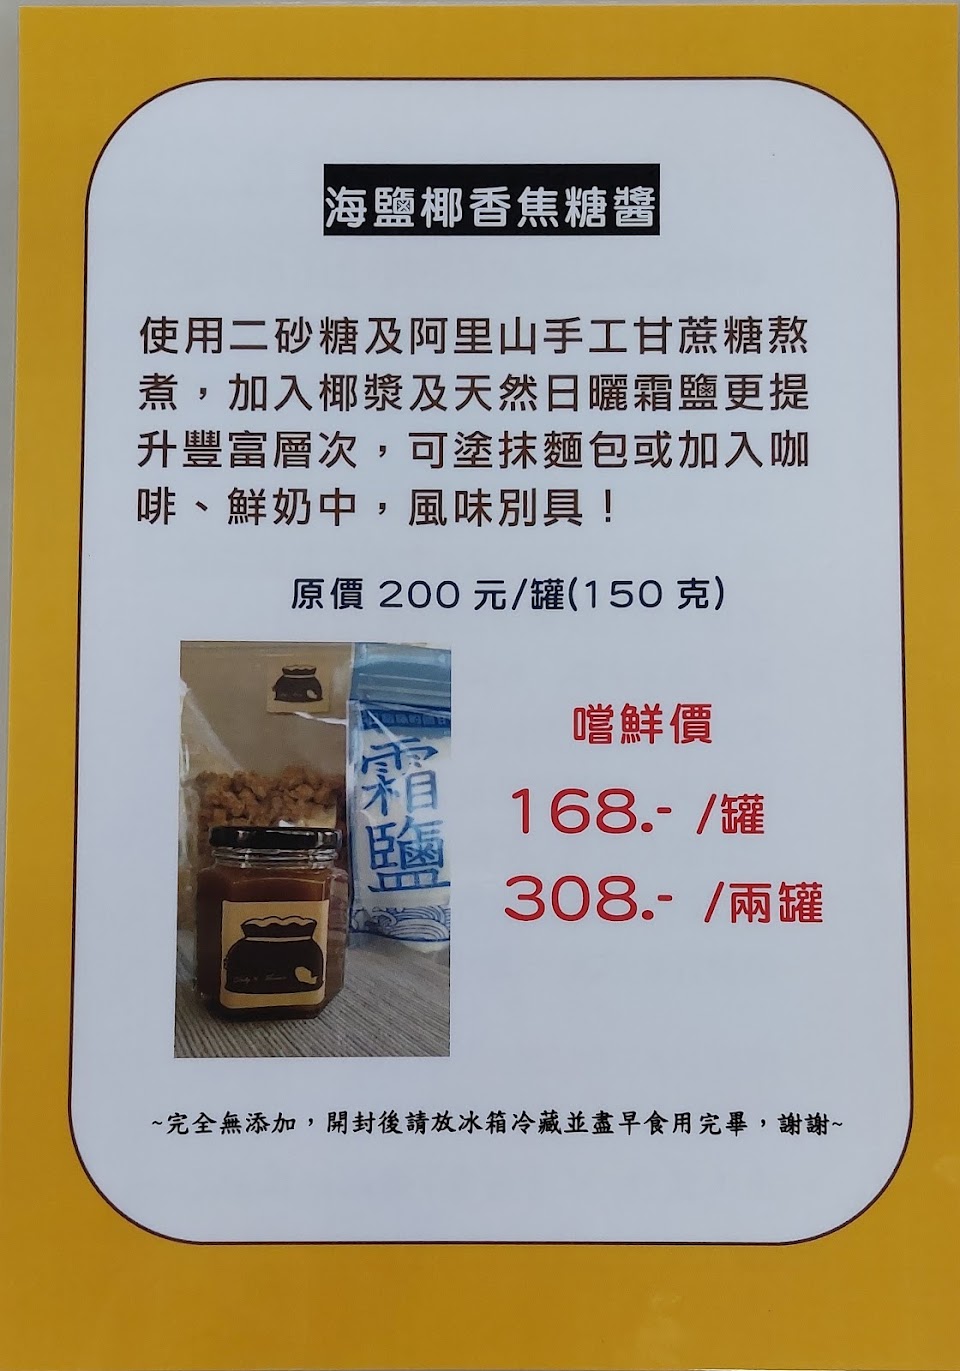 海鹽椰香焦糖醬
使用二砂糖及阿里山手工甘蔗糖熬
煮，加入椰漿及天然日曬霜鹽更提
升豐富層次，可塗抹麵包或加入咖
啡、鮮奶中，風味別具！
原價 200 元/罐(150 克)
嚐鮮價
168.- /罐
308.- /兩罐
霜鹽
~完全無添加，開封後請放冰箱冷藏並盡早食用完畢，謝謝~